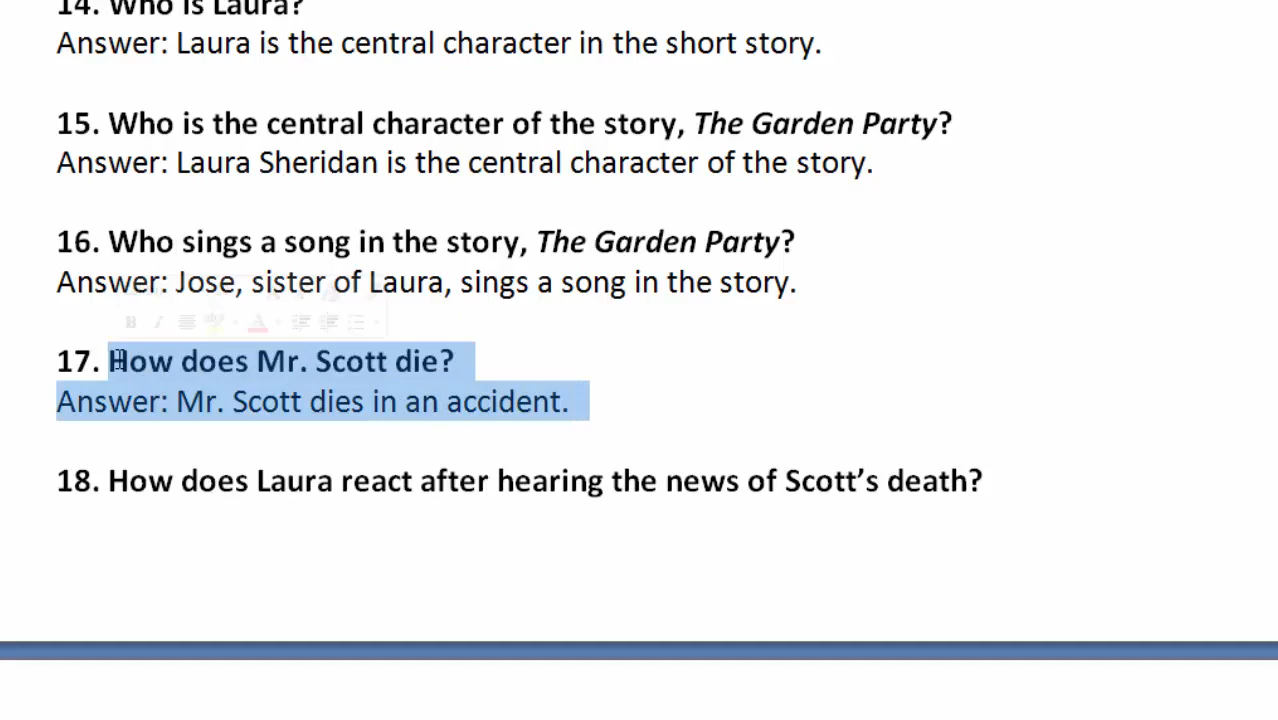 14. Who is Laura?
Answer: Laura is the central character in the short story.
15. Who is the central character of the story, The Garden Party?
Answer: Laura Sheridan is the central character of the story.
16. Who sings a song in the story, The Garden Party?
Answer: Jose, sister of Laura, sings a song in the story.
17. How does Mr. Scott die?
Answer: Mr. Scott dies in an accident.
18. How does Laura react after hearing the news of Scott’s death?